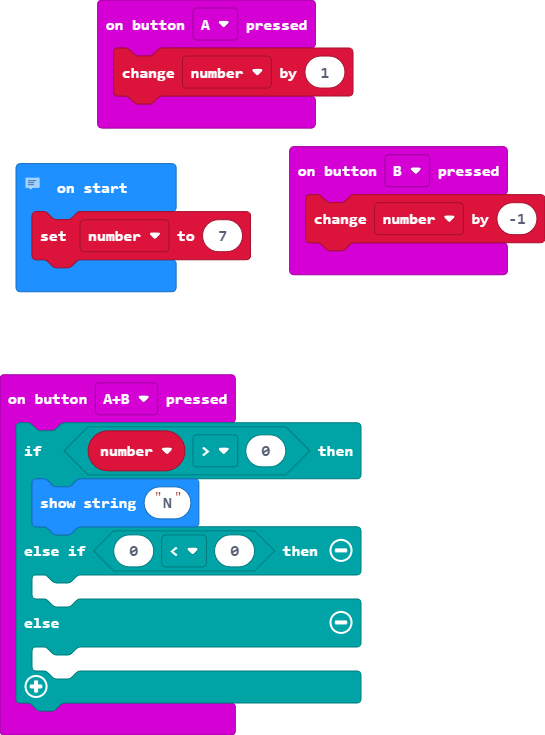 on button A pressed
change number by 1
on start
set number to 7
on button B pressed
change number by -1
on button A+B pressed
if number > 0 then
show string "N"
else if 0 < 0 then
else